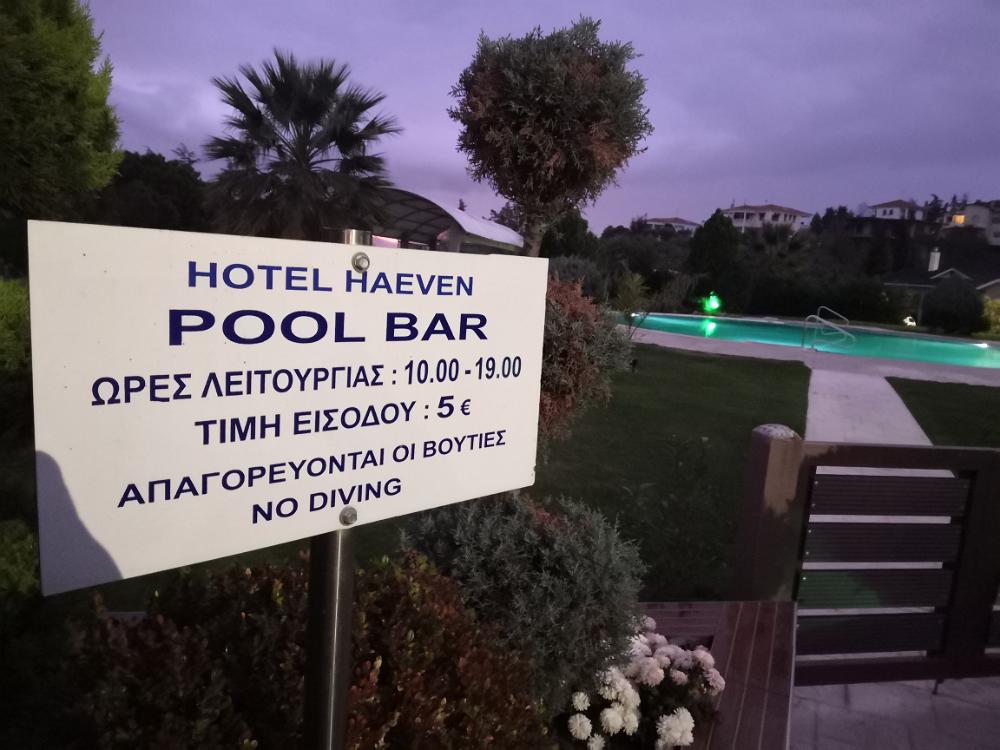 HOTEL HAEVEN
POOL BAR
ΩΡΕΣ ΛΕΙΤΟΥΡΓΙΑΣ : 10.00 - 19.00
ΤΙΜΗ ΕΙΣΟΔΟΥ : 5 €
ΑΠΑΓΟΡΕΥΟΝΤΑΙ ΟΙ ΒΟΥΤΙΕΣ
NO DIVING